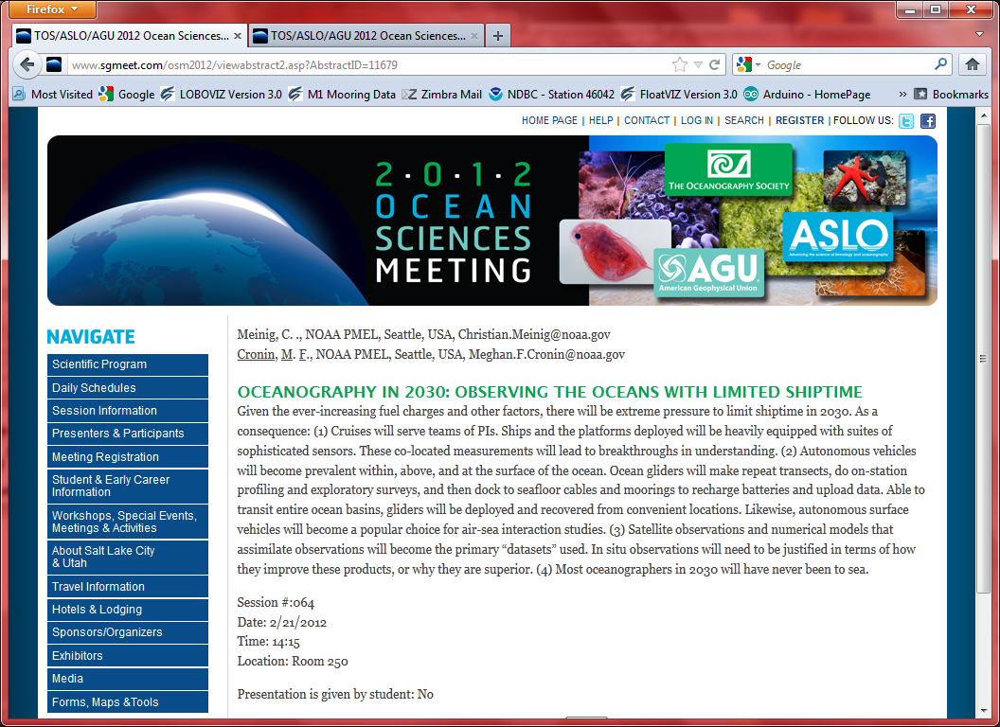 Firefox
TOS/ASLO/AGU 2012 Ocean Sciences...
TOS/ASLO/AGU 2012 Ocean Sciences...
www.sgmeet.com/osm2012/viewabstract2.asp?AbstractID=11679
Google
Most Visited Google LOBOVIZ Version 3.0 M1 Mooring Data Zimbra Mail NDBC - Station 46042 FloatVIZ Version 3.0 Arduino - HomePage » Bookmarks
HOME PAGE | HELP | CONTACT | LOG IN | SEARCH | REGISTER | FOLLOW US:
2·0·1·2
OCEAN
SCIENCES
MEETING
THE OCEANOGRAPHY SOCIETY
ASLO
Advancing the science of limnology and oceanography
AGU
American Geophysical Union
NAVIGATE
Scientific Program
Daily Schedules
Session Information
Presenters & Participants
Meeting Registration
Student & Early Career
Information
Workshops, Special Events,
Meetings & Activities
About Salt Lake City
& Utah
Travel Information
Hotels & Lodging
Sponsors/Organizers
Exhibitors
Media
Forms, Maps &Tools
Meinig, C. ., NOAA PMEL, Seattle, USA, Christian.Meinig@noaa.gov
Cronin, M. F., NOAA PMEL, Seattle, USA, Meghan.F.Cronin@noaa.gov
OCEANOGRAPHY IN 2030: OBSERVING THE OCEANS WITH LIMITED SHIPTIME
Given the ever-increasing fuel charges and other factors, there will be extreme pressure to limit shiptime in 2030. As a
consequence: (1) Cruises will serve teams of PIs. Ships and the platforms deployed will be heavily equipped with suites of
sophisticated sensors. These co-located measurements will lead to breakthroughs in understanding. (2) Autonomous vehicles
will become prevalent within, above, and at the surface of the ocean. Ocean gliders will make repeat transects, do on-station
profiling and exploratory surveys, and then dock to seafloor cables and moorings to recharge batteries and upload data. Able to
transit entire ocean basins, gliders will be deployed and recovered from convenient locations. Likewise, autonomous surface
vehicles will become a popular choice for air-sea interaction studies. (3) Satellite observations and numerical models that
assimilate observations will become the primary “datasets” used. In situ observations will need to be justified in terms of how
they improve these products, or why they are superior. (4) Most oceanographers in 2030 will have never been to sea.
Session #:064
Date: 2/21/2012
Time: 14:15
Location: Room 250
Presentation is given by student: No